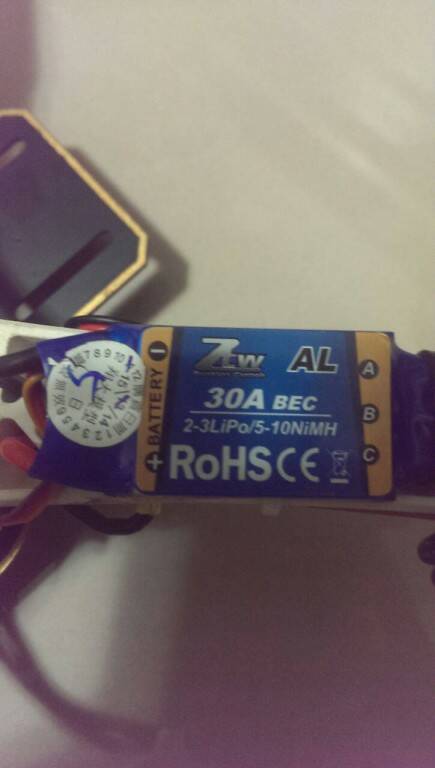 ZTW
AL
30A BEC
2-3LiPo/5-10NiMH
RoHS CE
- BATTERY +
A
B
C